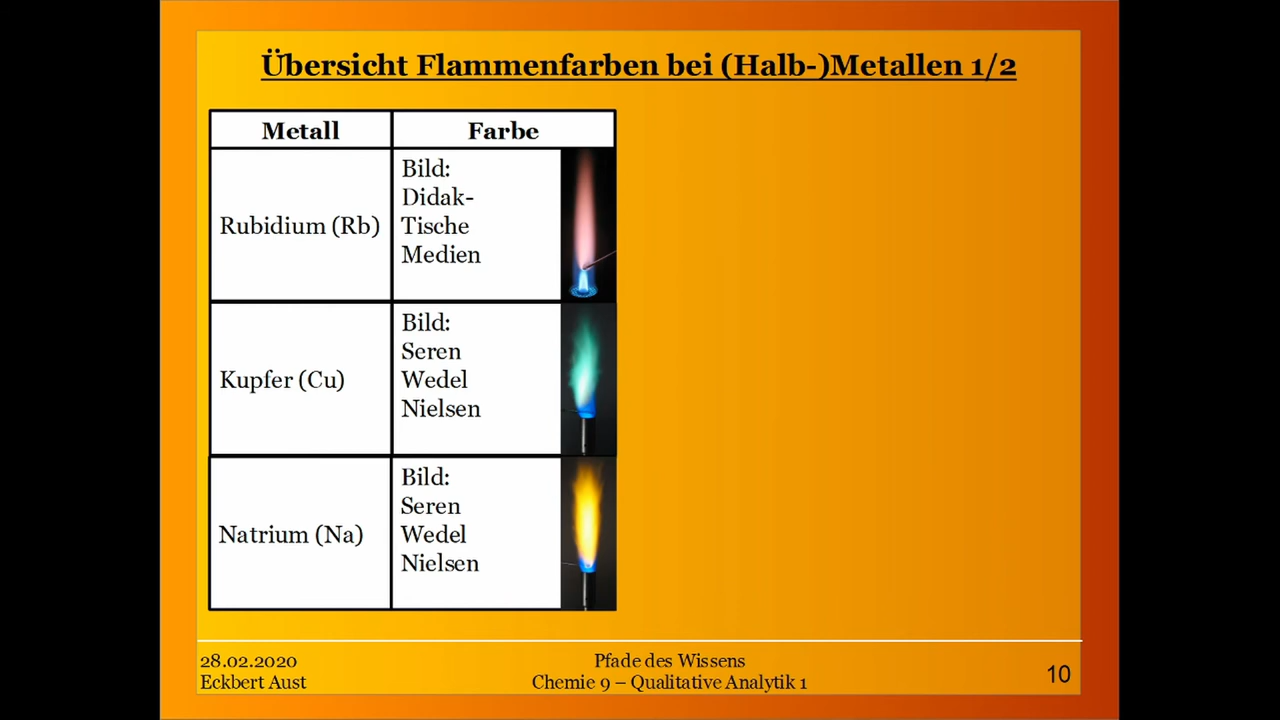 Übersicht Flammenfarben bei (Halb-)Metallen 1/2
Metall
Farbe
Rubidium (Rb)
Bild:
Didak-
Tische
Medien
Kupfer (Cu)
Bild:
Seren
Wedel
Nielsen
Natrium (Na)
Bild:
Seren
Wedel
Nielsen
28.02.2020
Eckbert Aust
Pfade des Wissens
Chemie 9 – Qualitative Analytik 1
10